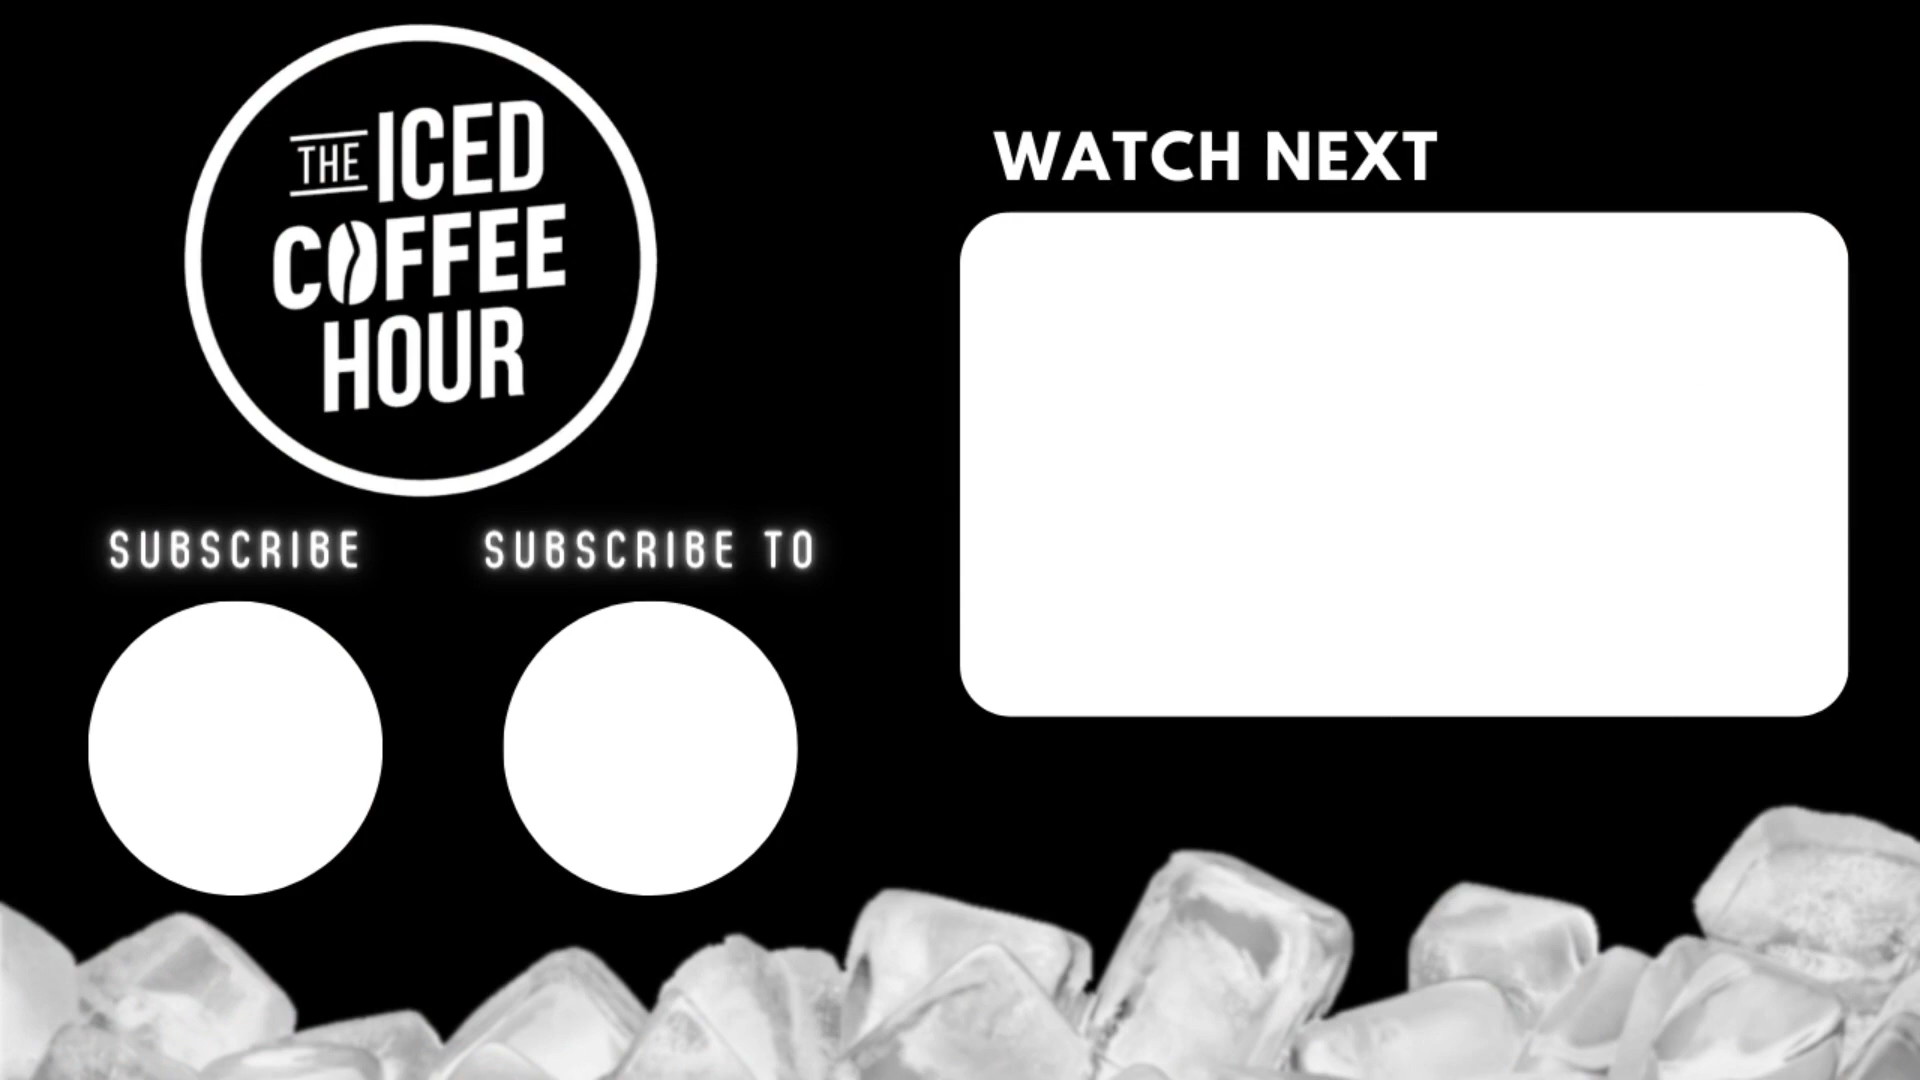 THE ICED
COFFEE
HOUR
SUBSCRIBE
SUBSCRIBE TO
WATCH NEXT